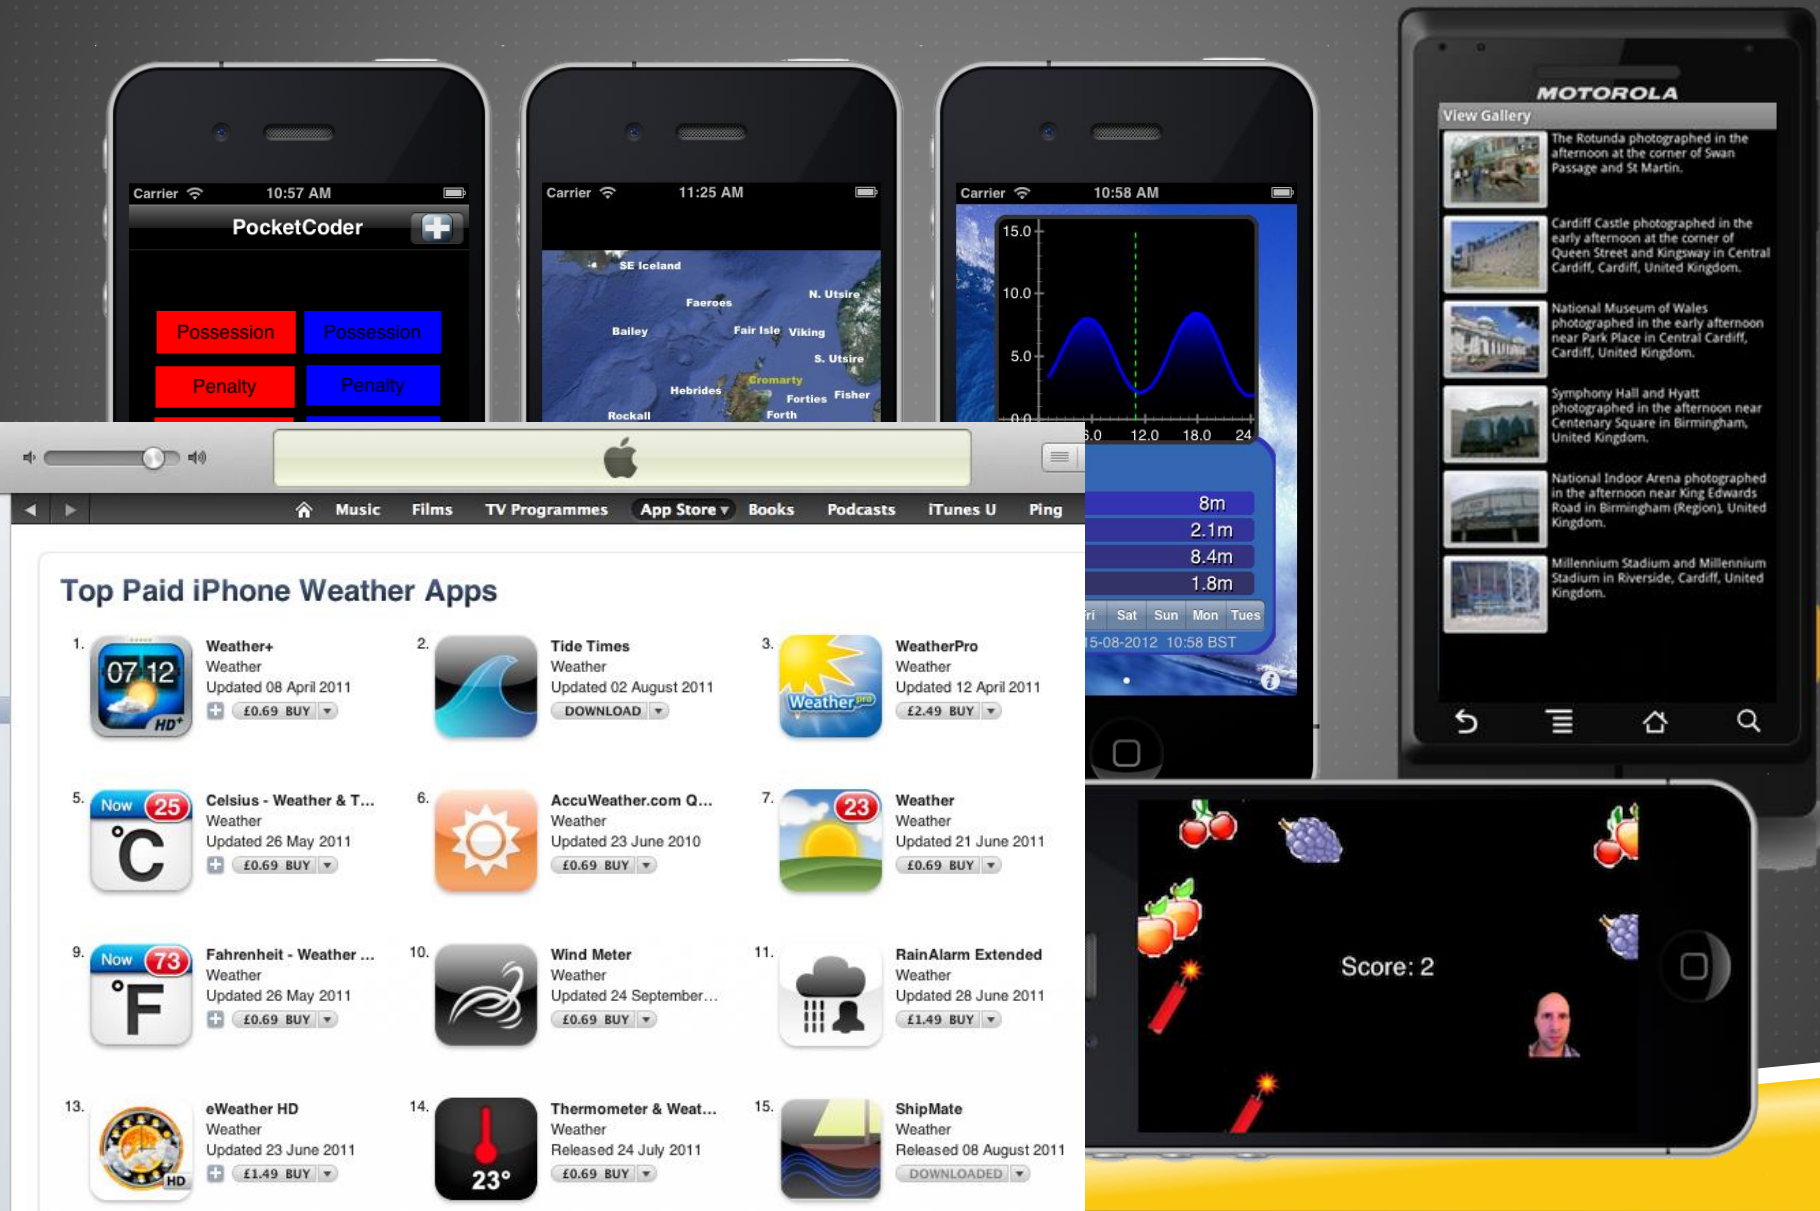 Carrier 10:57 AM
PocketCoder
Possession Possession
Penalty Penalty
Carrier 11:25 AM
SE Iceland
N. Utsire
Faeroes
Bailey Fair Isle Viking
S. Utsire
Cromarty
Hebrides Forties Fisher
Rockall Forth
Carrier 10:58 AM
15.0
10.0
5.0
0.0
6.0 12.0 18.0 24
8m
2.1m
8.4m
1.8m
Fri Sat Sun Mon Tues
15-08-2012 10:58 BST
MOTOROLA
View Gallery
The Rotunda photographed in the
afternoon at the corner of Swan
Passage and St Martin.
Cardiff Castle photographed in the
early afternoon at the corner of
Queen Street and Kingsway in Central
Cardiff, Cardiff, United Kingdom.
National Museum of Wales
photographed in the early afternoon
near Park Place in Central Cardiff,
Cardiff, United Kingdom.
Symphony Hall and Hyatt
photographed in the afternoon near
Centenary Square in Birmingham,
United Kingdom.
National Indoor Arena photographed
in the afternoon near King Edwards
Road in Birmingham (Region), United
Kingdom.
Millennium Stadium and Millennium
Stadium in Riverside, Cardiff, United
Kingdom.
Music Films TV Programmes App Store Books Podcasts iTunes U Ping
Top Paid iPhone Weather Apps
1. 07 12 HD+
Weather+
Weather
Updated 08 April 2011
£0.69 BUY
2.
Tide Times
Weather
Updated 02 August 2011
DOWNLOAD
3. Weather pro
WeatherPro
Weather
Updated 12 April 2011
£2.49 BUY
5. Now 25 °C
Celsius - Weather & T...
Weather
Updated 26 May 2011
£0.69 BUY
6.
AccuWeather.com Q...
Weather
Updated 23 June 2010
£0.69 BUY
7. 23
Weather
Weather
Updated 21 June 2011
£0.69 BUY
9. Now 73 °F
Fahrenheit - Weather ...
Weather
Updated 26 May 2011
£0.69 BUY
10.
Wind Meter
Weather
Updated 24 September...
£0.69 BUY
11.
RainAlarm Extended
Weather
Updated 28 June 2011
£1.49 BUY
13. HD
eWeather HD
Weather
Updated 23 June 2011
£1.49 BUY
14. 23°
Thermometer & Weat...
Weather
Released 24 July 2011
£0.69 BUY
15.
ShipMate
Weather
Released 08 August 2011
DOWNLOADED
Score: 2